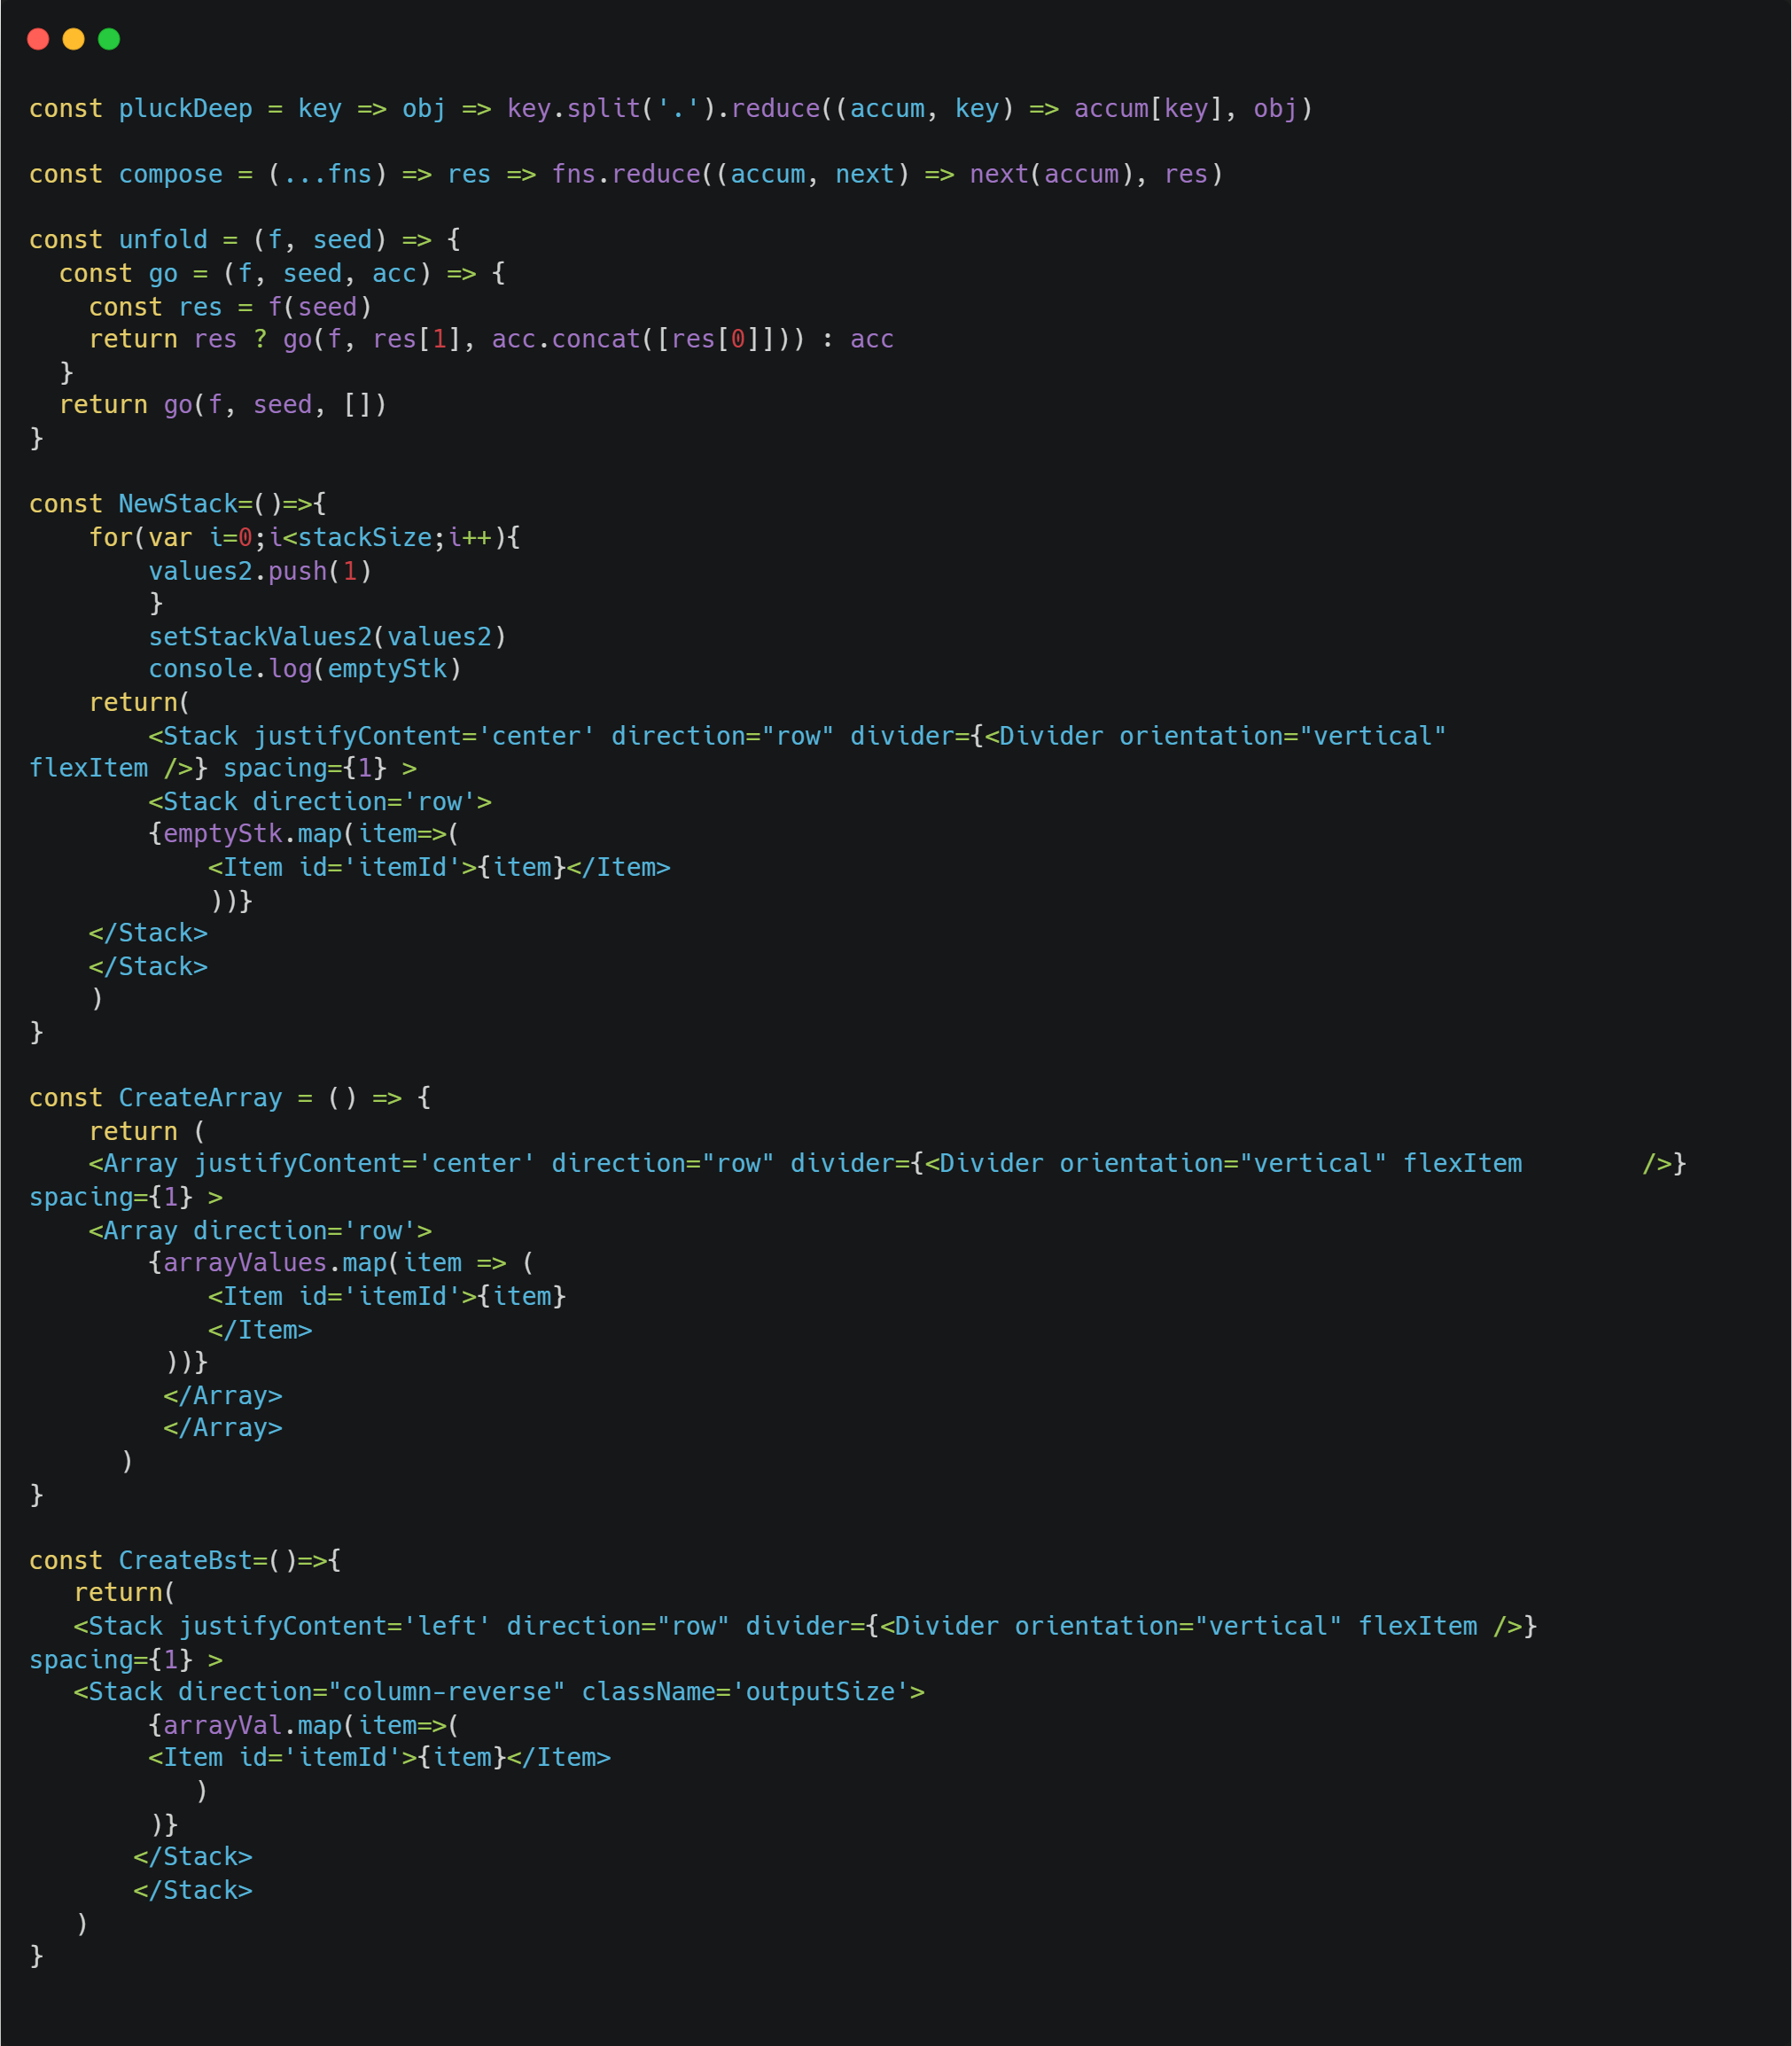 const pluckDeep = key => obj => key.split('.').reduce((accum, key) => accum[key], obj)
const compose = (...fns) => res => fns.reduce((accum, next) => next(accum), res)
const unfold = (f, seed) => {
  const go = (f, seed, acc) => {
    const res = f(seed)
    return res ? go(f, res[1], acc.concat([res[0]])) : acc
  }
  return go(f, seed, [])
}
const NewStack=()=>{
    for(var i=0;i<stackSize;i++){
        values2.push(1)
        }
        setStackValues2(values2)
        console.log(emptyStk)
    return(
        <Stack justifyContent='center' direction="row" divider={<Divider orientation="vertical"
flexItem />} spacing={1} >
        <Stack direction='row'>
        {emptyStk.map(item=>(
            <Item id='itemId'>{item}</Item>
            ))}
    </Stack>
    </Stack>
    )
}
const CreateArray = () => {
    return (
    <Array justifyContent='center' direction="row" divider={<Divider orientation="vertical" flexItem        />}
spacing={1} >
    <Array direction='row'>
        {arrayValues.map(item => (
            <Item id='itemId'>{item}
            </Item>
         ))}
         </Array>
         </Array>
      )
}
const CreateBst=()=>{
   return(
   <Stack justifyContent='left' direction="row" divider={<Divider orientation="vertical" flexItem />}
spacing={1} >
   <Stack direction="column-reverse" className='outputSize'>
        {arrayVal.map(item=>(
        <Item id='itemId'>{item}</Item>
           )
        )}
       </Stack>
       </Stack>
   )
}